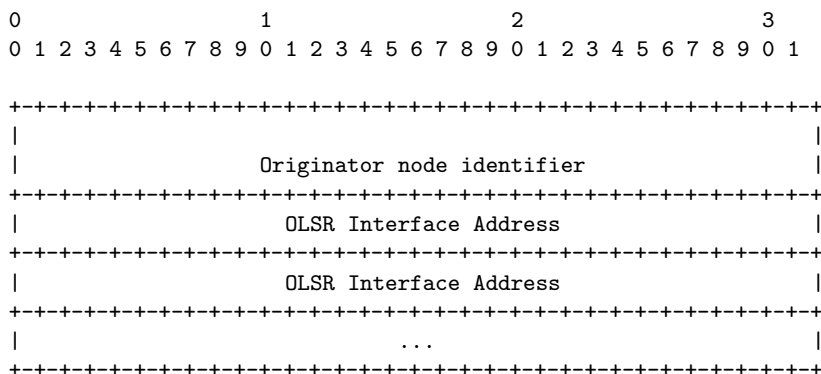 0                   1                   2                   3
0 1 2 3 4 5 6 7 8 9 0 1 2 3 4 5 6 7 8 9 0 1 2 3 4 5 6 7 8 9 0 1
+-+-+-+-+-+-+-+-+-+-+-+-+-+-+-+-+-+-+-+-+-+-+-+-+-+-+-+-+-+-+-+-+
|                                                               |
|                   Originator node identifier                  |
+-+-+-+-+-+-+-+-+-+-+-+-+-+-+-+-+-+-+-+-+-+-+-+-+-+-+-+-+-+-+-+-+
|                     OLSR Interface Address                    |
+-+-+-+-+-+-+-+-+-+-+-+-+-+-+-+-+-+-+-+-+-+-+-+-+-+-+-+-+-+-+-+-+
|                     OLSR Interface Address                    |
+-+-+-+-+-+-+-+-+-+-+-+-+-+-+-+-+-+-+-+-+-+-+-+-+-+-+-+-+-+-+-+-+
|                              ...                              |
+-+-+-+-+-+-+-+-+-+-+-+-+-+-+-+-+-+-+-+-+-+-+-+-+-+-+-+-+-+-+-+-+